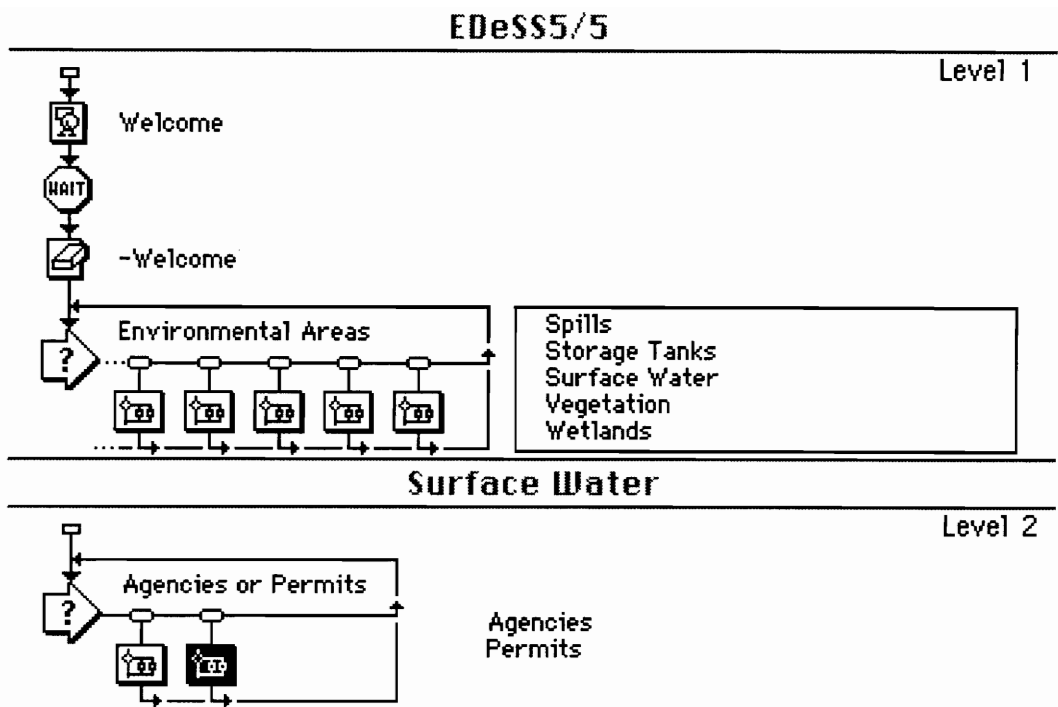 EDeSS5/5
Level 1
Welcome
WAIT
-Welcome
Environmental Areas
?
Spills
Storage Tanks
Surface Water
Vegetation
Wetlands
Surface Water
Level 2
Agencies or Permits
?
Agencies
Permits